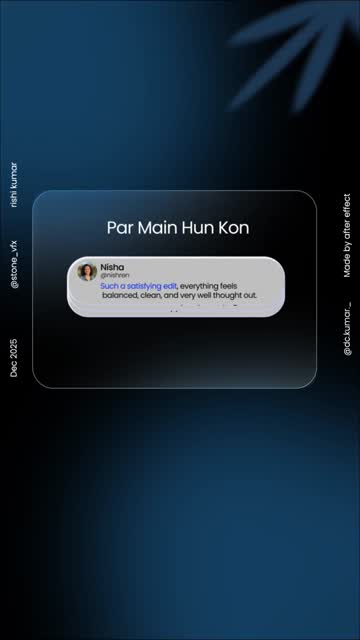 Par Main Hun Kon
Nisha
@nishren
Such a satisfying edit, everything feels
balanced, clean, and very well thought out.
rishi kumar
@stone_vfx
Dec 2025
Made by after effect
@dc.kumar._